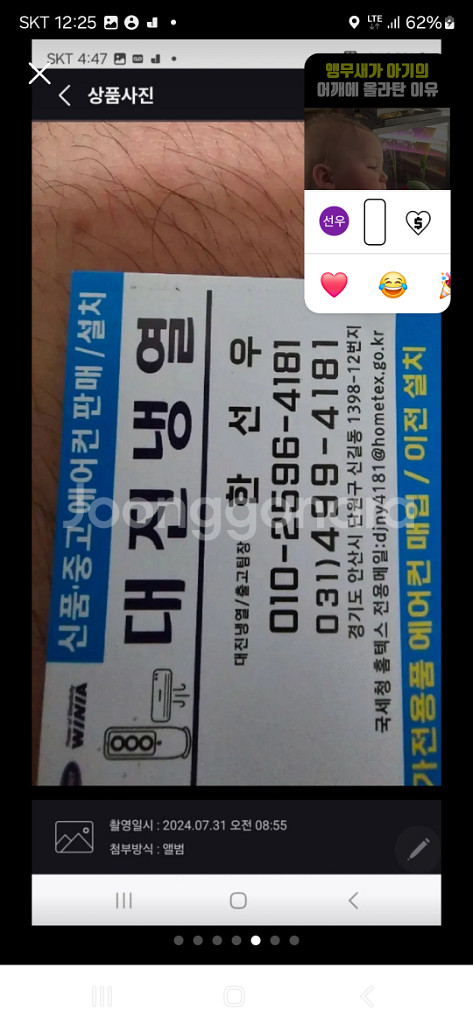 SKT 12:25
LTE
62%
SKT 4:47
상품사진
앵무새가 아기의
어깨에 올라탄 이유
선우
신품·중고 에어컨 판매/설치
대진냉열
대진냉열/출고팀장 한선우
010-2696-4181
031)499-4181
경기도 안산시 단원구 신길동 1398-12번지
국세청 홈텍스 전용메일:djny4181@hometex.go.kr
가전용품 에어컨 매입 / 이전 설치
WINIA
Joonggonara
촬영일시 : 2024.07.31 오전 08:55
첨부방식 : 앨범